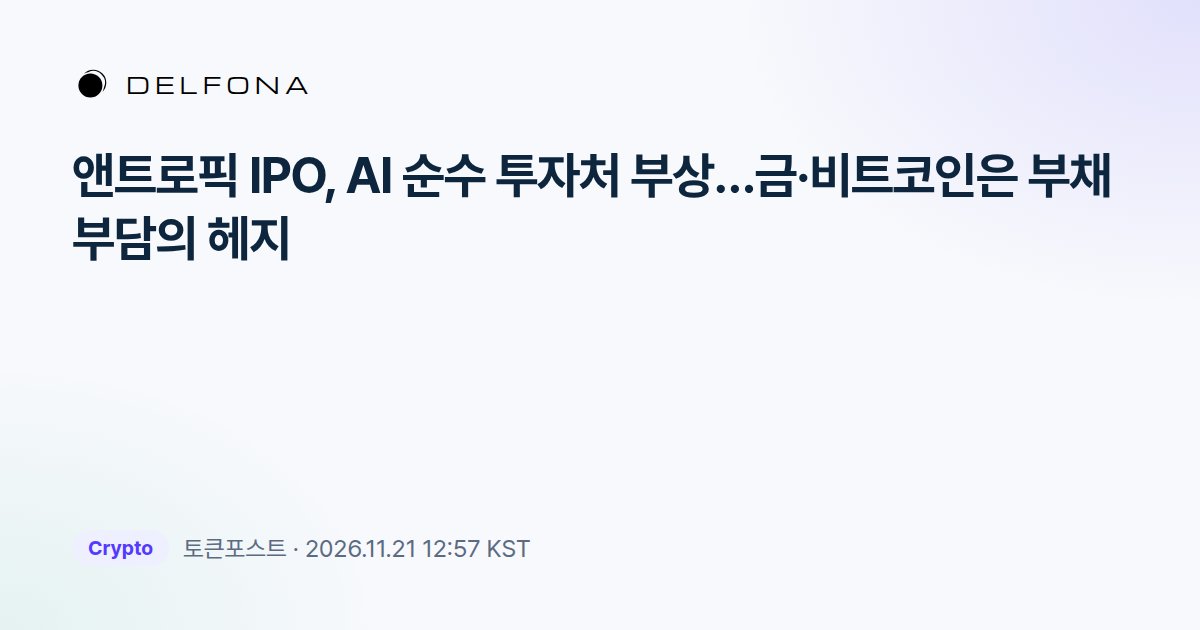 DELFONA
앤트로픽 IPO, AI 순수 투자처 부상...금·비트코인은 부채
부담의 헤지
Crypto 토큰포스트 · 2026.11.21 12:57 KST